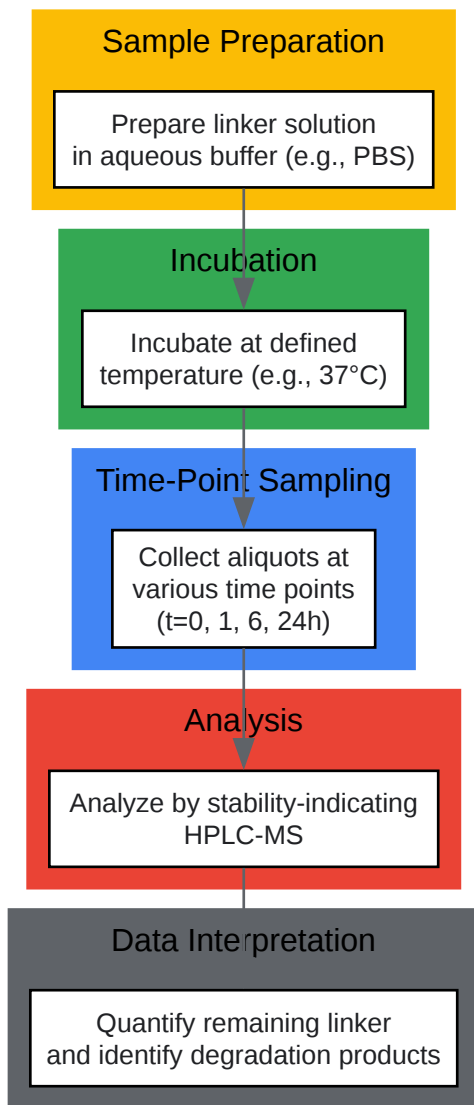 Sample Preparation
Prepare linker solution
in aqueous buffer (e.g., PBS)
Incubation
Incubate at defined
temperature (e.g., 37°C)
Time-Point Sampling
Collect aliquots at
various time points
(t=0, 1, 6, 24h)
Analysis
Analyze by stability-indicating
HPLC-MS
Data Interpretation
Quantify remaining linker
and identify degradation products